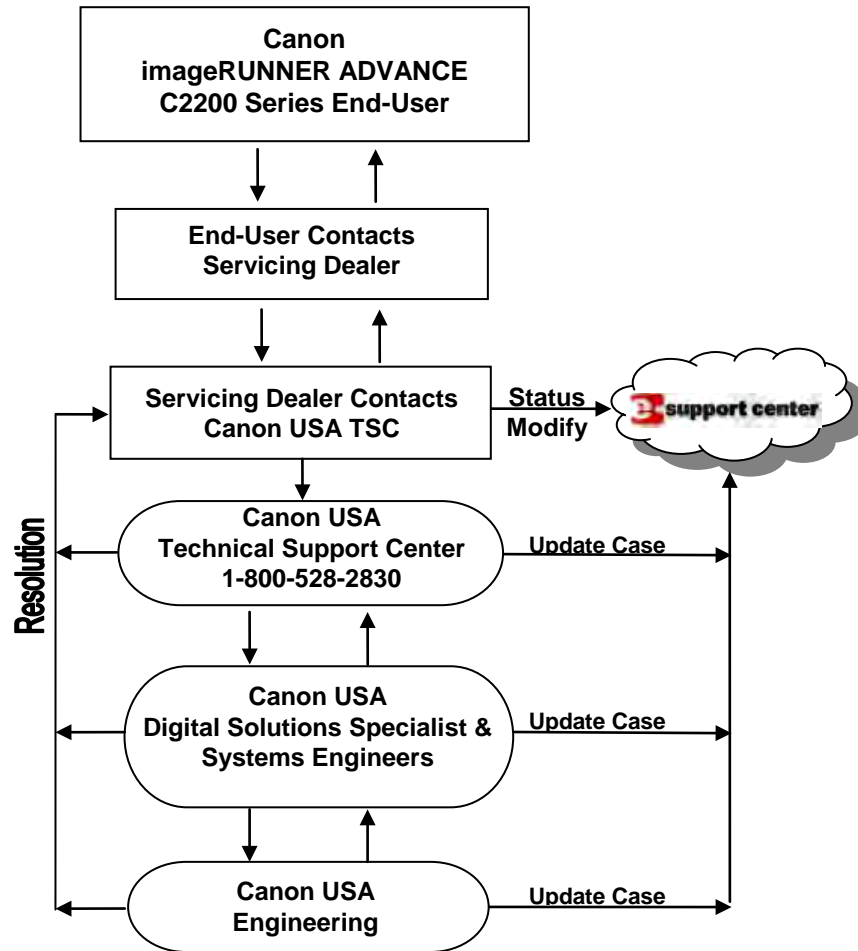 Canon
imageRUNNER ADVANCE
C2200 Series End-User
End-User Contacts
Servicing Dealer
Servicing Dealer Contacts
Canon USA TSC
Status
Modify
e support center
Resolution
Canon USA
Technical Support Center
1-800-528-2830
Update Case
Canon USA
Digital Solutions Specialist &
Systems Engineers
Update Case
Canon USA
Engineering
Update Case